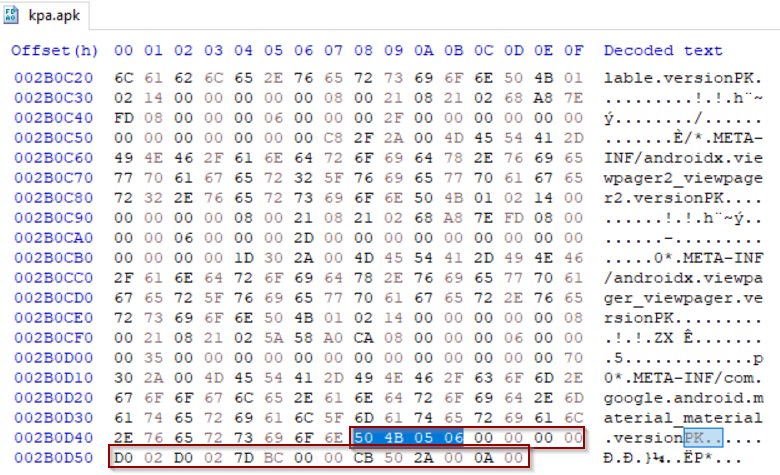 kpa.apk
Offset(h) 00 01 02 03 04 05 06 07 08 09 0A 0B 0C 0D 0E 0F Decoded text
002B0C20 6C 61 62 6C 65 2E 76 65 72 73 69 6F 6E 50 4B 01 lable.versionPK.
002B0C30 02 14 00 00 00 00 00 08 00 21 08 21 02 68 A8 7E .........!.!.h¨~
002B0C40 FD 08 00 00 00 06 00 00 00 2F 00 00 00 00 00 00 ý......../......
002B0C50 00 00 00 00 00 00 00 C8 2F 2A 00 4D 45 54 41 2D .......È/*.META-
002B0C60 49 4E 46 2F 61 6E 64 72 6F 69 64 78 2E 76 69 65 INF/androidx.vie
002B0C70 77 70 61 67 65 72 32 5F 76 69 65 77 70 61 67 65 wpager2_viewpage
002B0C80 72 32 2E 76 65 72 73 69 6F 6E 50 4B 01 02 14 00 r2.versionPK....
002B0C90 00 00 00 00 08 00 21 08 21 02 68 A8 7E FD 08 00 ......!.!.h¨~ý..
002B0CA0 00 00 06 00 00 00 2D 00 00 00 00 00 00 00 00 00 ......-.........
002B0CB0 00 00 00 00 1D 30 2A 00 4D 45 54 41 2D 49 4E 46 .....0*.META-INF
002B0CC0 2F 61 6E 64 72 6F 69 64 78 2E 76 69 65 77 70 61 /androidx.viewpa
002B0CD0 67 65 72 5F 76 69 65 77 70 61 67 65 72 2E 76 65 ger_viewpager.ve
002B0CE0 72 73 69 6F 6E 50 4B 01 02 14 00 00 00 00 00 08 rsionPK.........
002B0CF0 00 21 08 21 02 5A 58 A0 CA 08 00 00 00 06 00 00 .!.!.ZX Ê.......
002B0D00 00 35 00 00 00 00 00 00 00 00 00 00 00 00 00 70 .5.............p
002B0D10 30 2A 00 4D 45 54 41 2D 49 4E 46 2F 63 6F 6D 2E 0*.META-INF/com.
002B0D20 67 6F 6F 67 6C 65 2E 61 6E 64 72 6F 69 64 2E 6D google.android.m
002B0D30 61 74 65 72 69 61 6C 5F 6D 61 74 65 72 69 61 6C aterial_material
002B0D40 2E 76 65 72 73 69 6F 6E 50 4B 05 06 00 00 00 00 .versionPK......
002B0D50 D0 02 D0 02 7D BC 00 00 CB 50 2A 00 0A 00 Ð.Ð.}¼..ËP*...